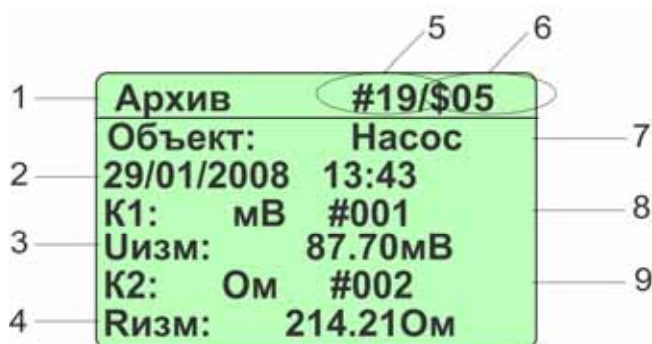 5 6
1 Архив #19/$05
Объект: Насос 7
2 29/01/2008 13:43
К1: мВ #001 8
3 Uизм: 87.70мВ
К2: Ом #002 9
4 Rизм: 214.21Ом